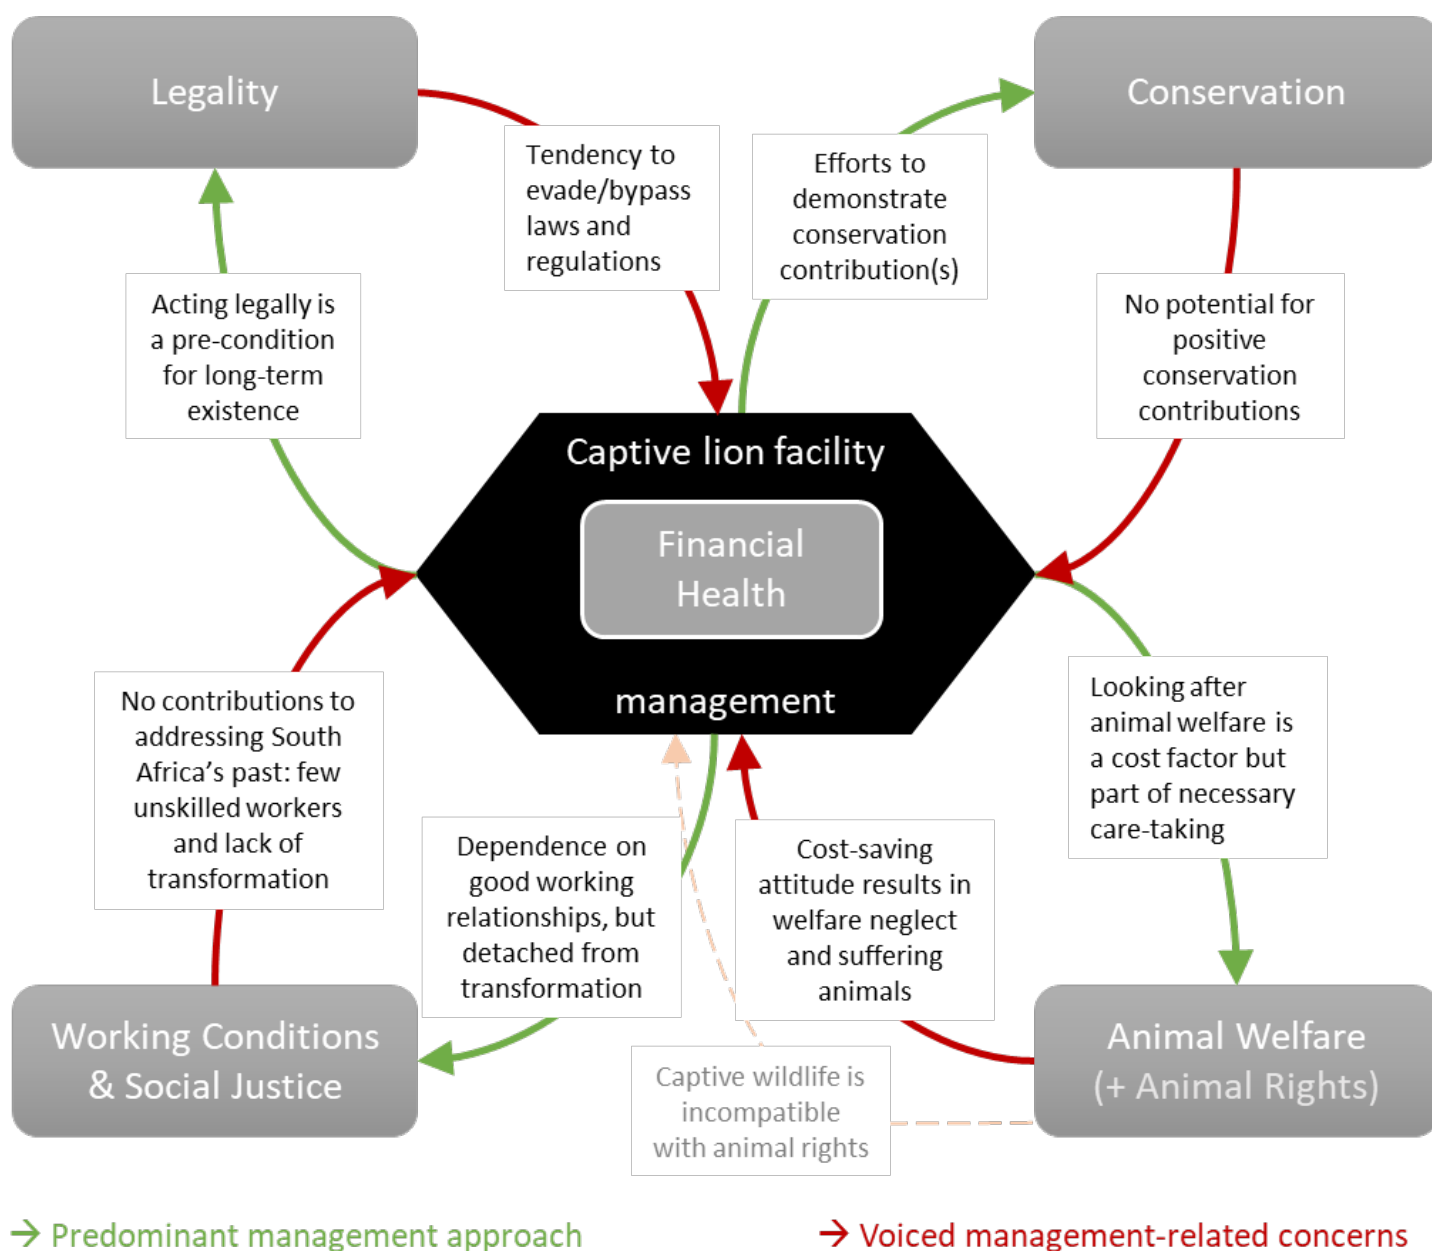 Legality
Conservation
Tendency to
evade/bypass
laws and
regulations
Efforts to
demonstrate
conservation
contribution(s)
Acting legally is
a pre-condition
for long-term
existence
No potential for
positive
conservation
contributions
Captive lion facility
Financial
Health
management
No contributions to
addressing South
Africa’s past: few
unskilled workers
and lack of
transformation
Looking after
animal welfare is
a cost factor but
part of necessary
care-taking
Dependence on
good working
relationships, but
detached from
transformation
Cost-saving
attitude results in
welfare neglect
and suffering
animals
Working Conditions
& Social Justice
Animal Welfare
(+ Animal Rights)
Captive wildlife is
incompatible
with animal rights
→ Predominant management approach
→ Voiced management-related concerns